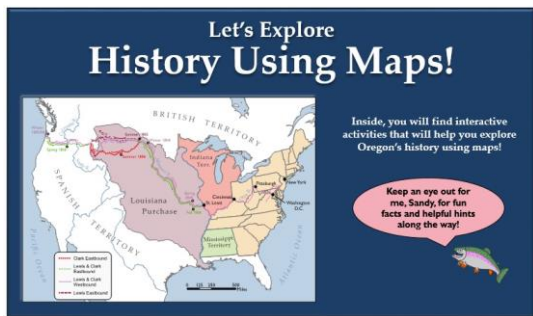 Let's Explore
History Using Maps!
Inside, you will find interactive
activities that will help you explore
Oregon's history using maps!
Keep an eye out for
me, Sandy, for fun
facts and helpful hints
along the way!
BRITISH TERRITORY
SPANISH
TERRITORY
Louisiana
Purchase
Indiana
Terr.
Mississippi
Territory
Pittsburgh
New York
Washington
D.C.
St. Louis
Pacific Ocean
Atlantic Ocean
Clark Eastbound
Lewis & Clark
Eastbound
Lewis & Clark
Westbound
Lewis Eastbound